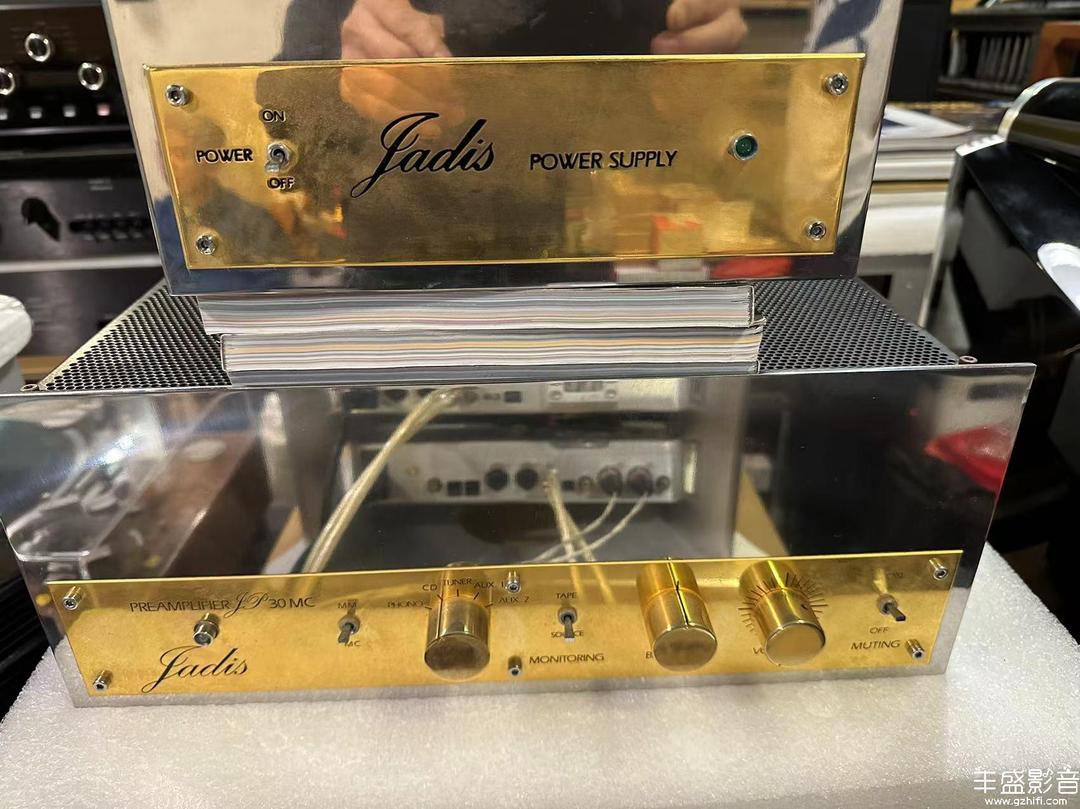 ON
POWER
OFF
Jadis
POWER SUPPLY
PREAMPLIFIER JP 30 MC
Jadis
MM
MC
PHONO
CD
TUNER
AUX. 1
AUX. 2
TAPE
SOURCE
MONITORING
OFF
MUTING
丰盛影音
www.gzhifi.com